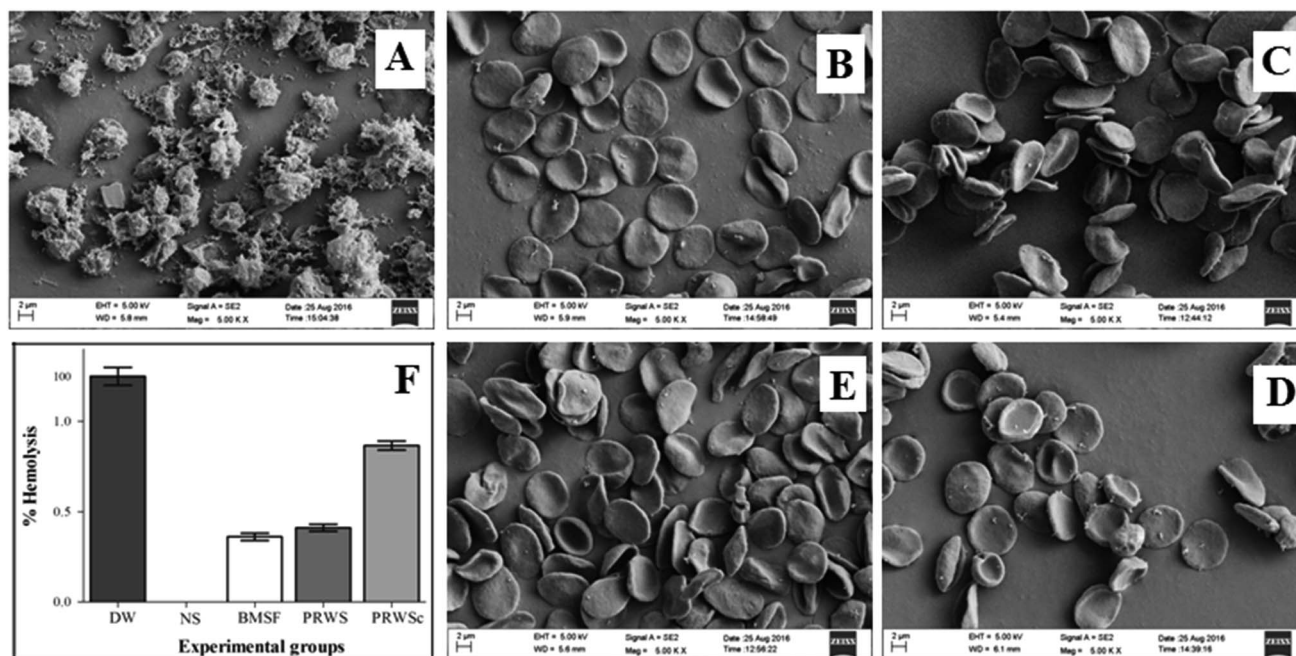 A
2 µm EHT = 5.00 kV Signal A = SE2 Date :25 Aug 2016 ZEISS
WD = 5.8 mm Mag = 5.00 K X Time :15:04:38
B
2 µm EHT = 5.00 kV Signal A = SE2 Date :25 Aug 2016 ZEISS
WD = 5.9 mm Mag = 5.00 K X Time :14:58:49
C
2 µm EHT = 5.00 kV Signal A = SE2 Date :25 Aug 2016 ZEISS
WD = 5.4 mm Mag = 5.00 K X Time :12:44:12
F
% Hemolysis
100
1.0
0.5
0.0
DW NS BMSF PRWS PRWSc
Experimental groups
E
2 µm EHT = 5.00 kV Signal A = SE2 Date :25 Aug 2016 ZEISS
WD = 5.6 mm Mag = 5.00 K X Time :12:56:22
D
2 µm EHT = 5.00 kV Signal A = SE2 Date :25 Aug 2016 ZEISS
WD = 6.1 mm Mag = 5.00 K X Time :14:39:16